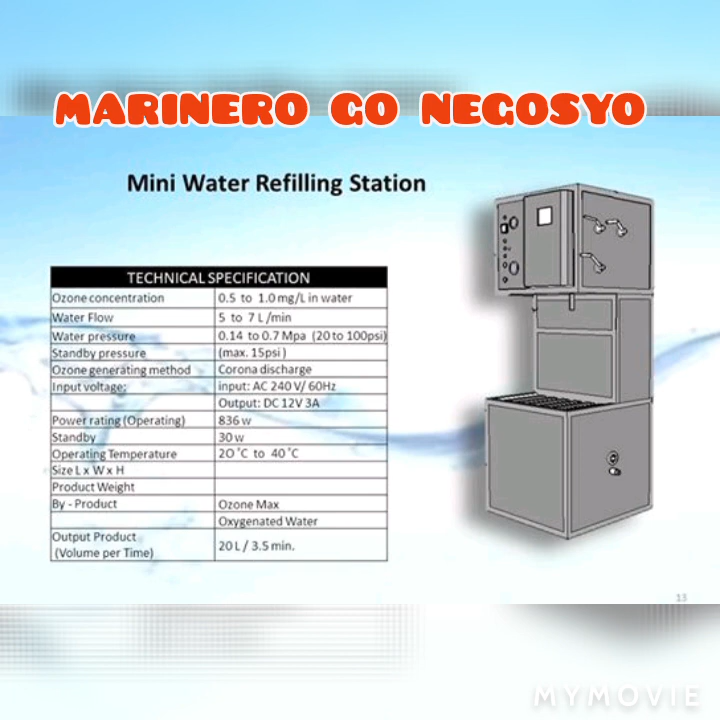 MARINERO GO NEGOSYO
Mini Water Refilling Station
TECHNICAL SPECIFICATION
Ozone concentration 0.5 to 1.0 mg/L in water
Water Flow 5 to 7 L /min
Water pressure 0.14 to 0.7 Mpa (20 to 100psi)
Standby pressure (max. 15psi )
Ozone generating method Corona discharge
Input voltage: input: AC 240 V/ 60Hz
Output: DC 12V 3A
Power rating (Operating) 836 w
Standby 30 w
Operating Temperature 20 ˚C to 40 ˚C
Size L x W x H
Product Weight
By - Product Ozone Max
Oxygenated Water
Output Product
(Volume per Time) 20 L / 3.5 min.
13
MYMOVIE